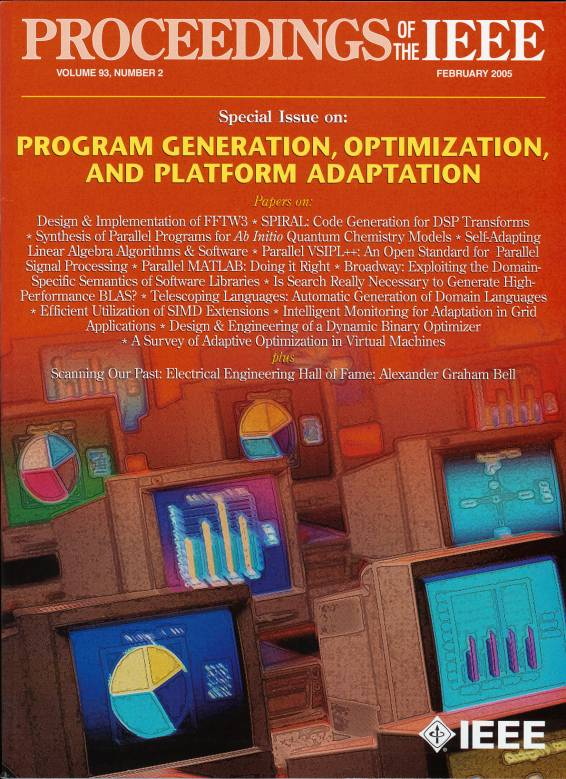 PROCEEDINGS OF THE IEEE
VOLUME 93, NUMBER 2 FEBRUARY 2005
Special Issue on:
PROGRAM GENERATION, OPTIMIZATION,
AND PLATFORM ADAPTATION
Papers on:
Design & Implementation of FFTW3 * SPIRAL: Code Generation for DSP Transforms
* Synthesis of Parallel Programs for Ab Initio Quantum Chemistry Models * Self-Adapting
Linear Algebra Algorithms & Software * Parallel VSIPL++: An Open Standard for Parallel
Signal Processing * Parallel MATLAB: Doing it Right * Broadway: Exploiting the Domain-
Specific Semantics of Software Libraries * Is Search Really Necessary to Generate High-
Performance BLAS? * Telescoping Languages: Automatic Generation of Domain Languages
* Efficient Utilization of SIMD Extensions * Intelligent Monitoring for Adaptation in Grid
Applications * Design & Engineering of a Dynamic Binary Optimizer
* A Survey of Adaptive Optimization in Virtual Machines
plus
Scanning Our Past: Electrical Engineering Hall of Fame: Alexander Graham Bell
IEEE